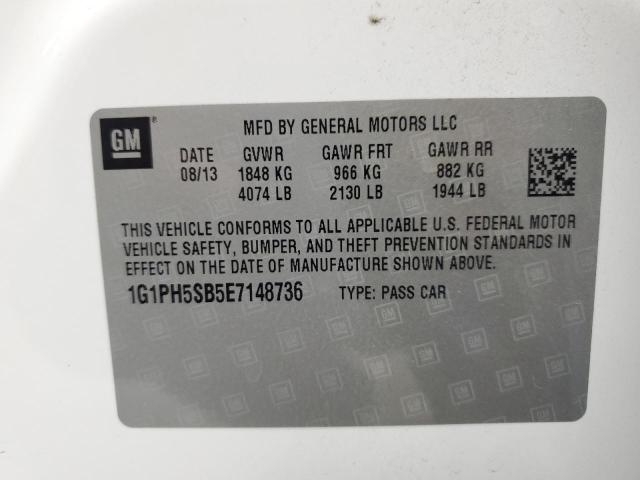 GM
MFD BY GENERAL MOTORS LLC
DATE GVWR GAWR FRT GAWR RR
08/13 1848 KG 966 KG 882 KG
4074 LB 2130 LB 1944 LB
THIS VEHICLE CONFORMS TO ALL APPLICABLE U.S. FEDERAL MOTOR
VEHICLE SAFETY, BUMPER, AND THEFT PREVENTION STANDARDS IN
EFFECT ON THE DATE OF MANUFACTURE SHOWN ABOVE.
1G1PH5SB5E7148736 TYPE: PASS CAR